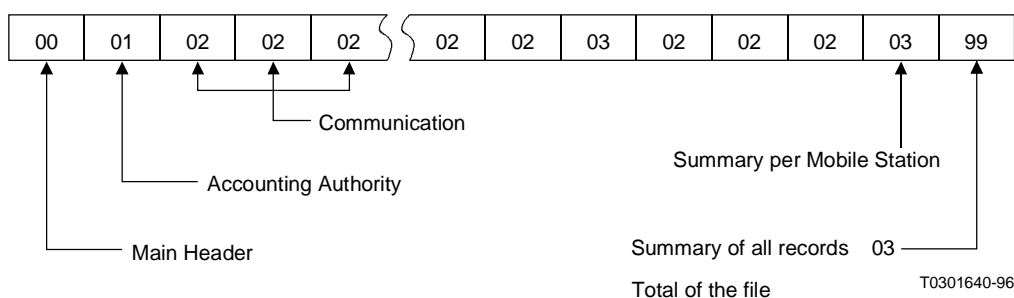 00 01 02 02 02 02 02 03 02 02 02 03 99
Communication
Summary per Mobile Station
Accounting Authority
Main Header
Summary of all records 03
Total of the file
T0301640-96